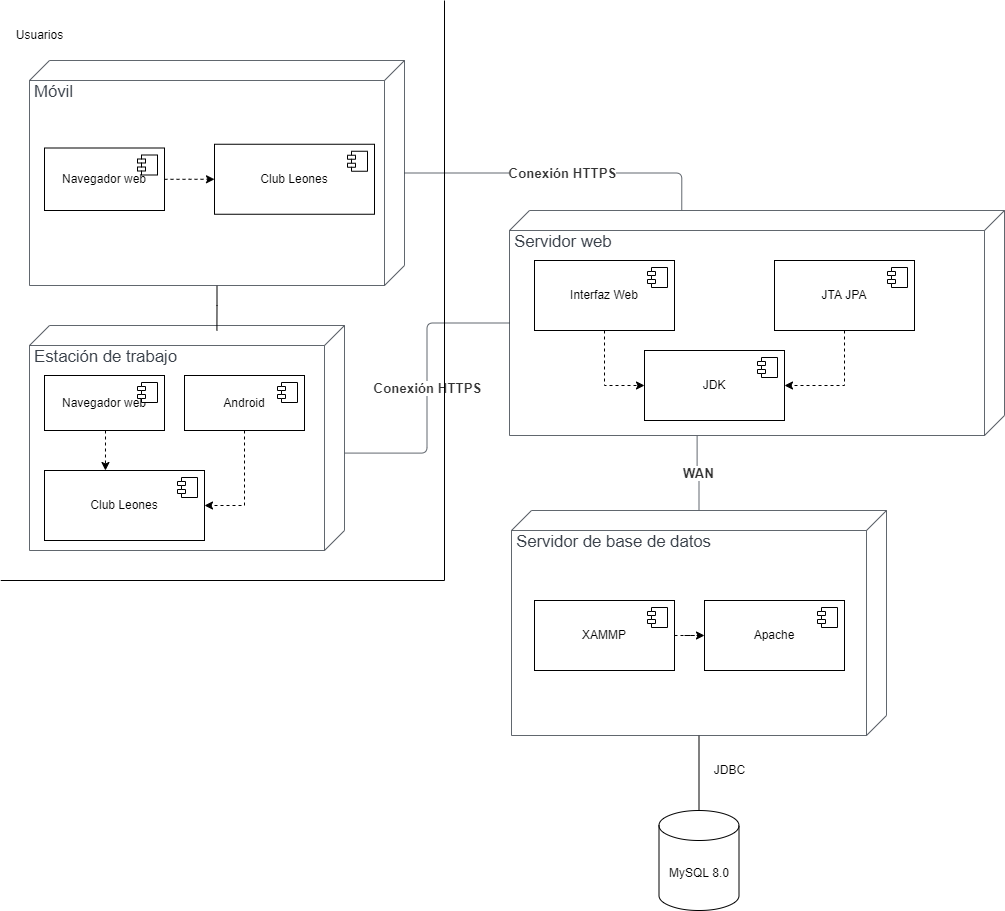 Usuarios
Móvil
Navegador web
Club Leones
Conexión HTTPS
Servidor web
Interfaz Web
JTA JPA
JDK
Estación de trabajo
Navegador web
Android
Club Leones
Conexión HTTPS
WAN
Servidor de base de datos
XAMMP
Apache
JDBC
MySQL 8.0